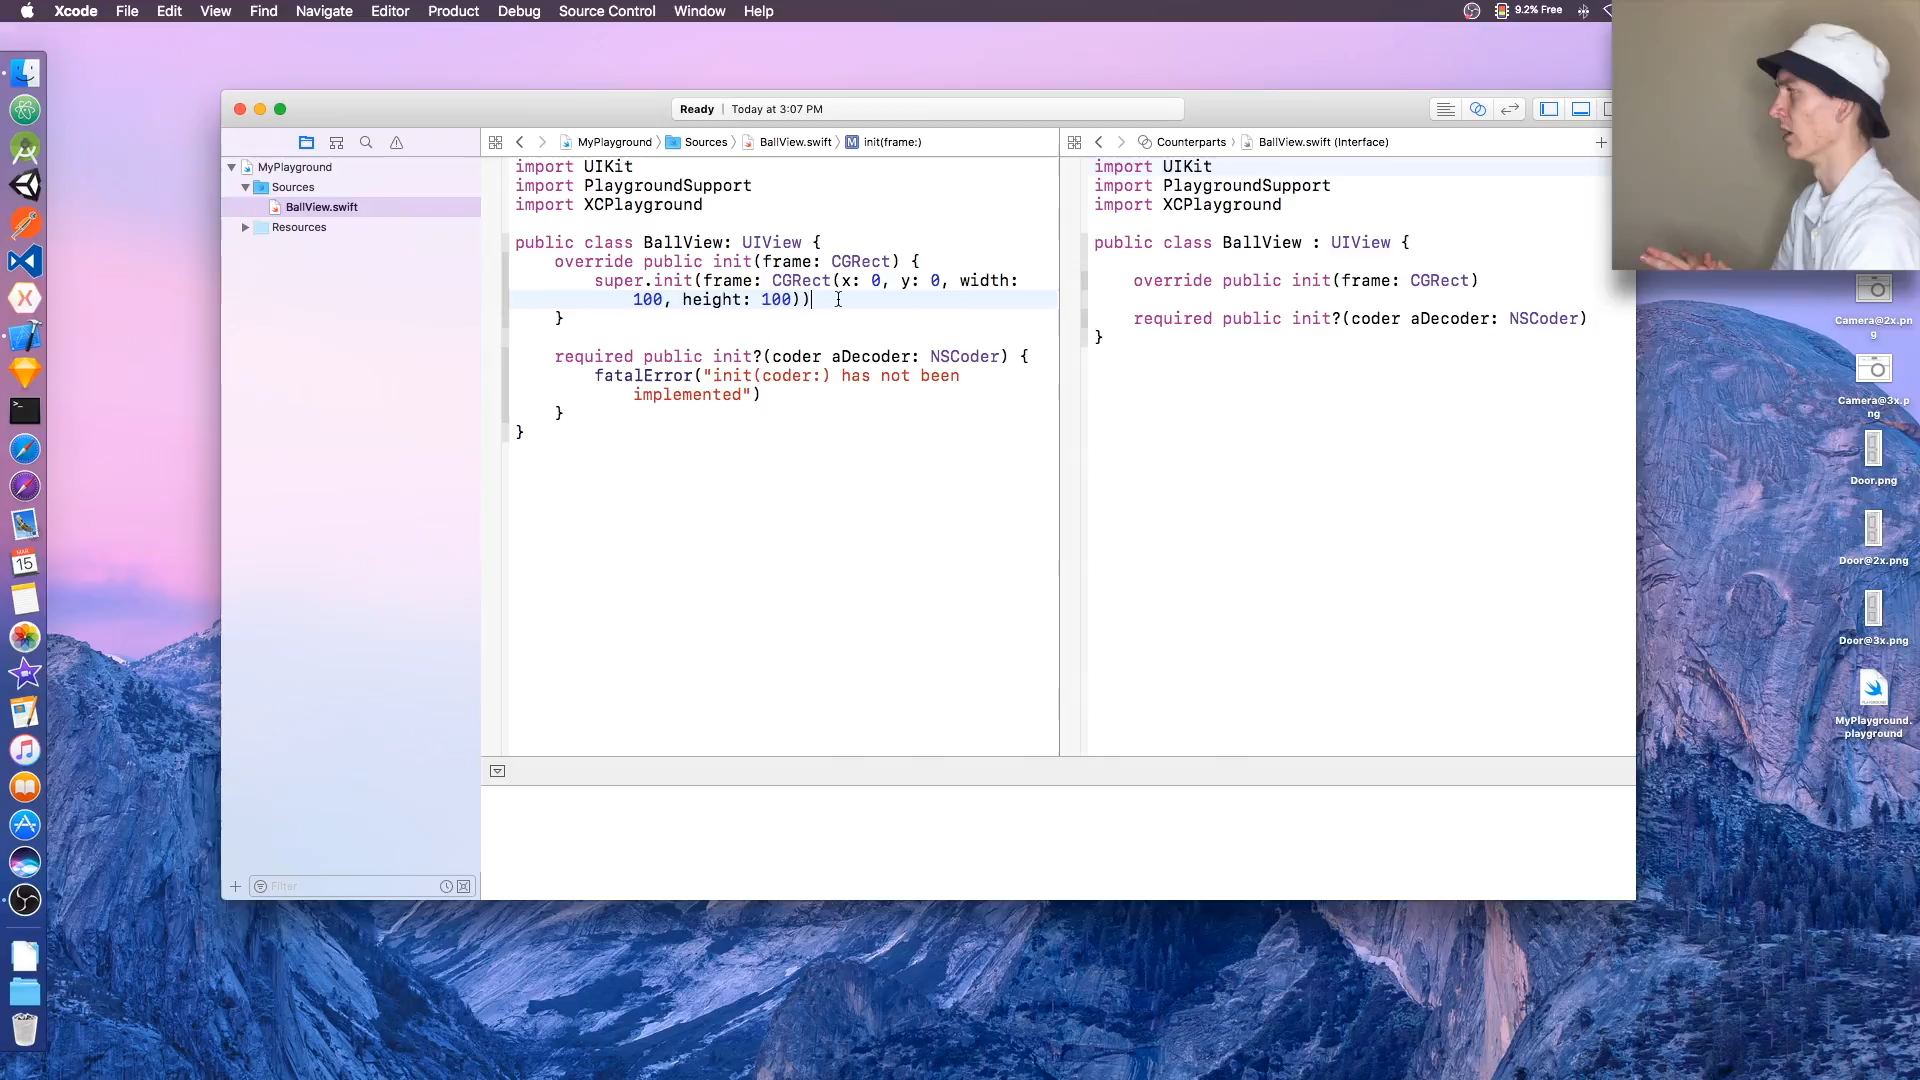 Xcode File Edit View Find Navigate Editor Product Debug Source Control Window Help
9.2% Free
Ready | Today at 3:07 PM
MyPlayground
Sources
BallView.swift
Resources
Filter
MyPlayground Sources BallView.swift M init(frame:)
import UIKit
import PlaygroundSupport
import XCPlayground
public class BallView: UIView {
override public init(frame: CGRect) {
super.init(frame: CGRect(x: 0, y: 0, width:
100, height: 100))
}
required public init?(coder aDecoder: NSCoder) {
fatalError("init(coder:) has not been
implemented")
}
}
Counterparts BallView.swift (Interface)
import UIKit
import PlaygroundSupport
import XCPlayground
public class BallView : UIView {
override public init(frame: CGRect)
required public init?(coder aDecoder: NSCoder)
}
Camera@2x.pn
g
Camera@3x.p
ng
Door.png
Door@2x.png
Door@3x.png
MyPlayground.
playground
MAR
15